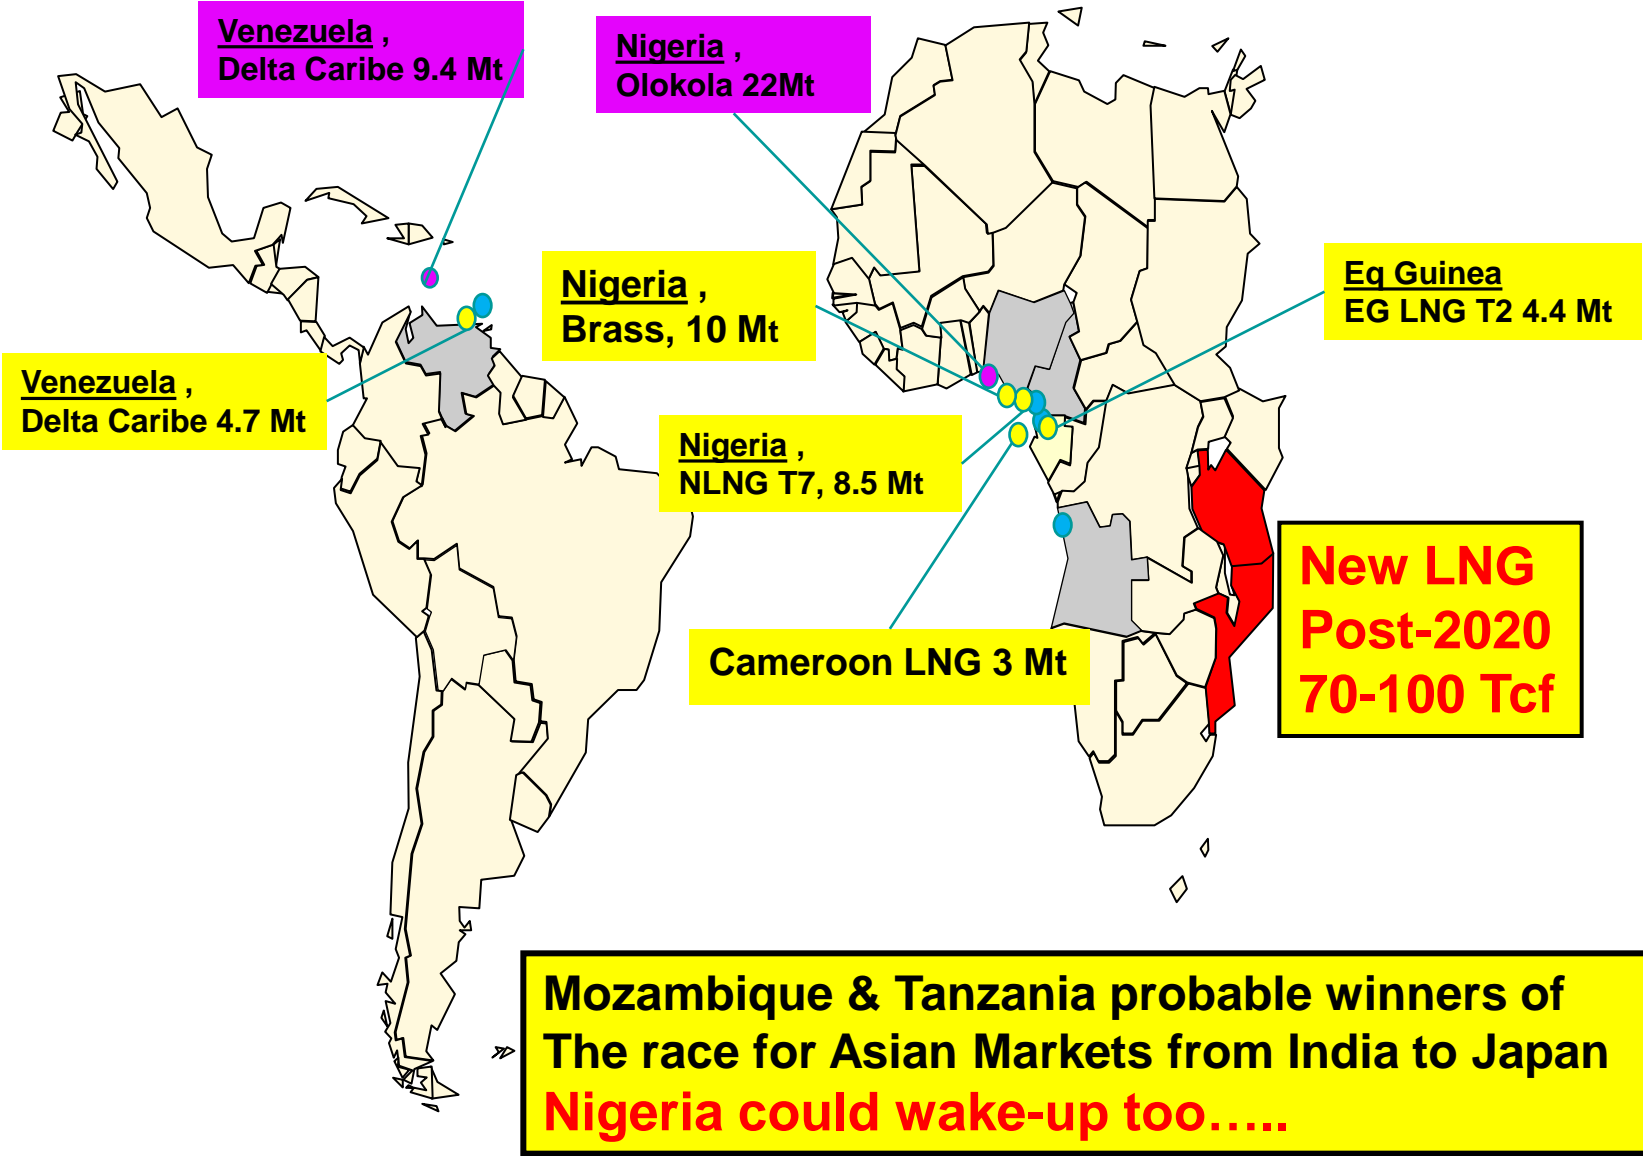 Venezuela ,
Delta Caribe 9.4 Mt
Nigeria ,
Olokola 22Mt
Nigeria ,
Brass, 10 Mt
Eq Guinea
EG LNG T2 4.4 Mt
Venezuela ,
Delta Caribe 4.7 Mt
Nigeria ,
NLNG T7, 8.5 Mt
Cameroon LNG 3 Mt
New LNG
Post-2020
70-100 Tcf
Mozambique & Tanzania probable winners of
The race for Asian Markets from India to Japan
Nigeria could wake-up too…..